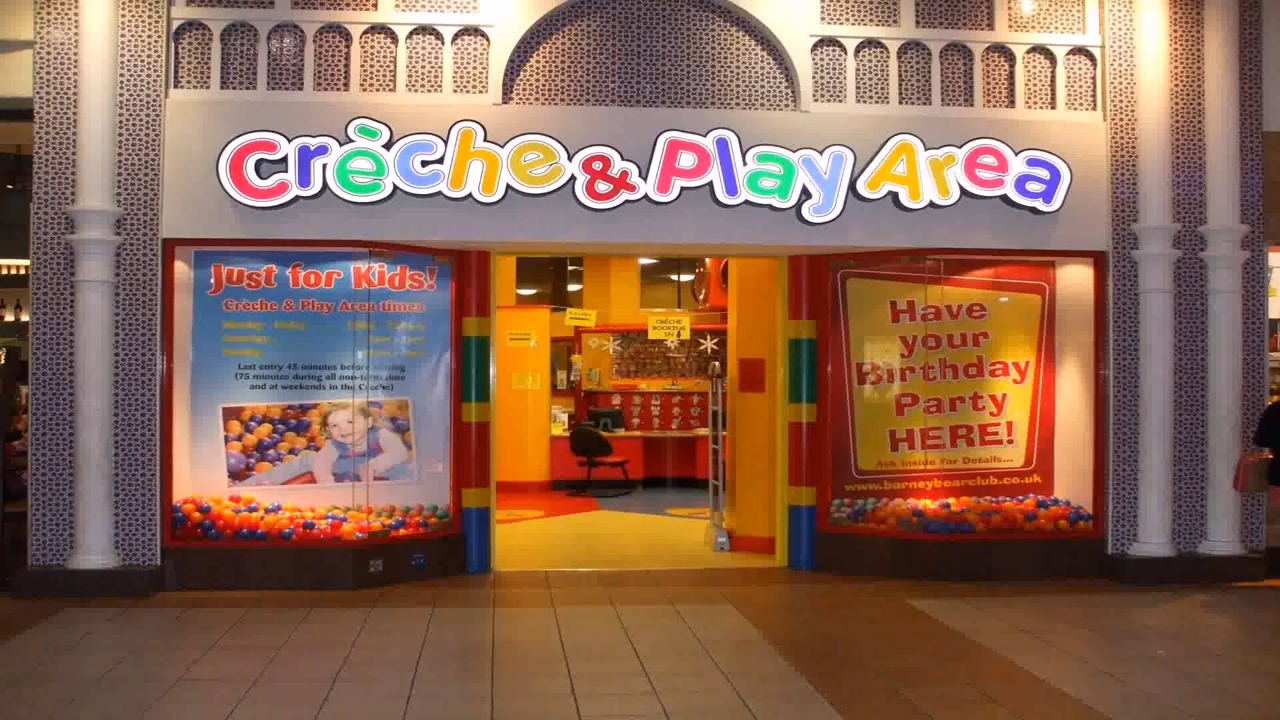 Crèche & Play Area
Just for Kids!
Crèche & Play Area times
Last entry 45 minutes before closing
(75 minutes during all non-term time
and at weekends in the Crèche)
CRÈCHE
BOOKING
IN
Have
your
Birthday
Party
HERE!
Ask inside for Details...
www.barneybearclub.co.uk